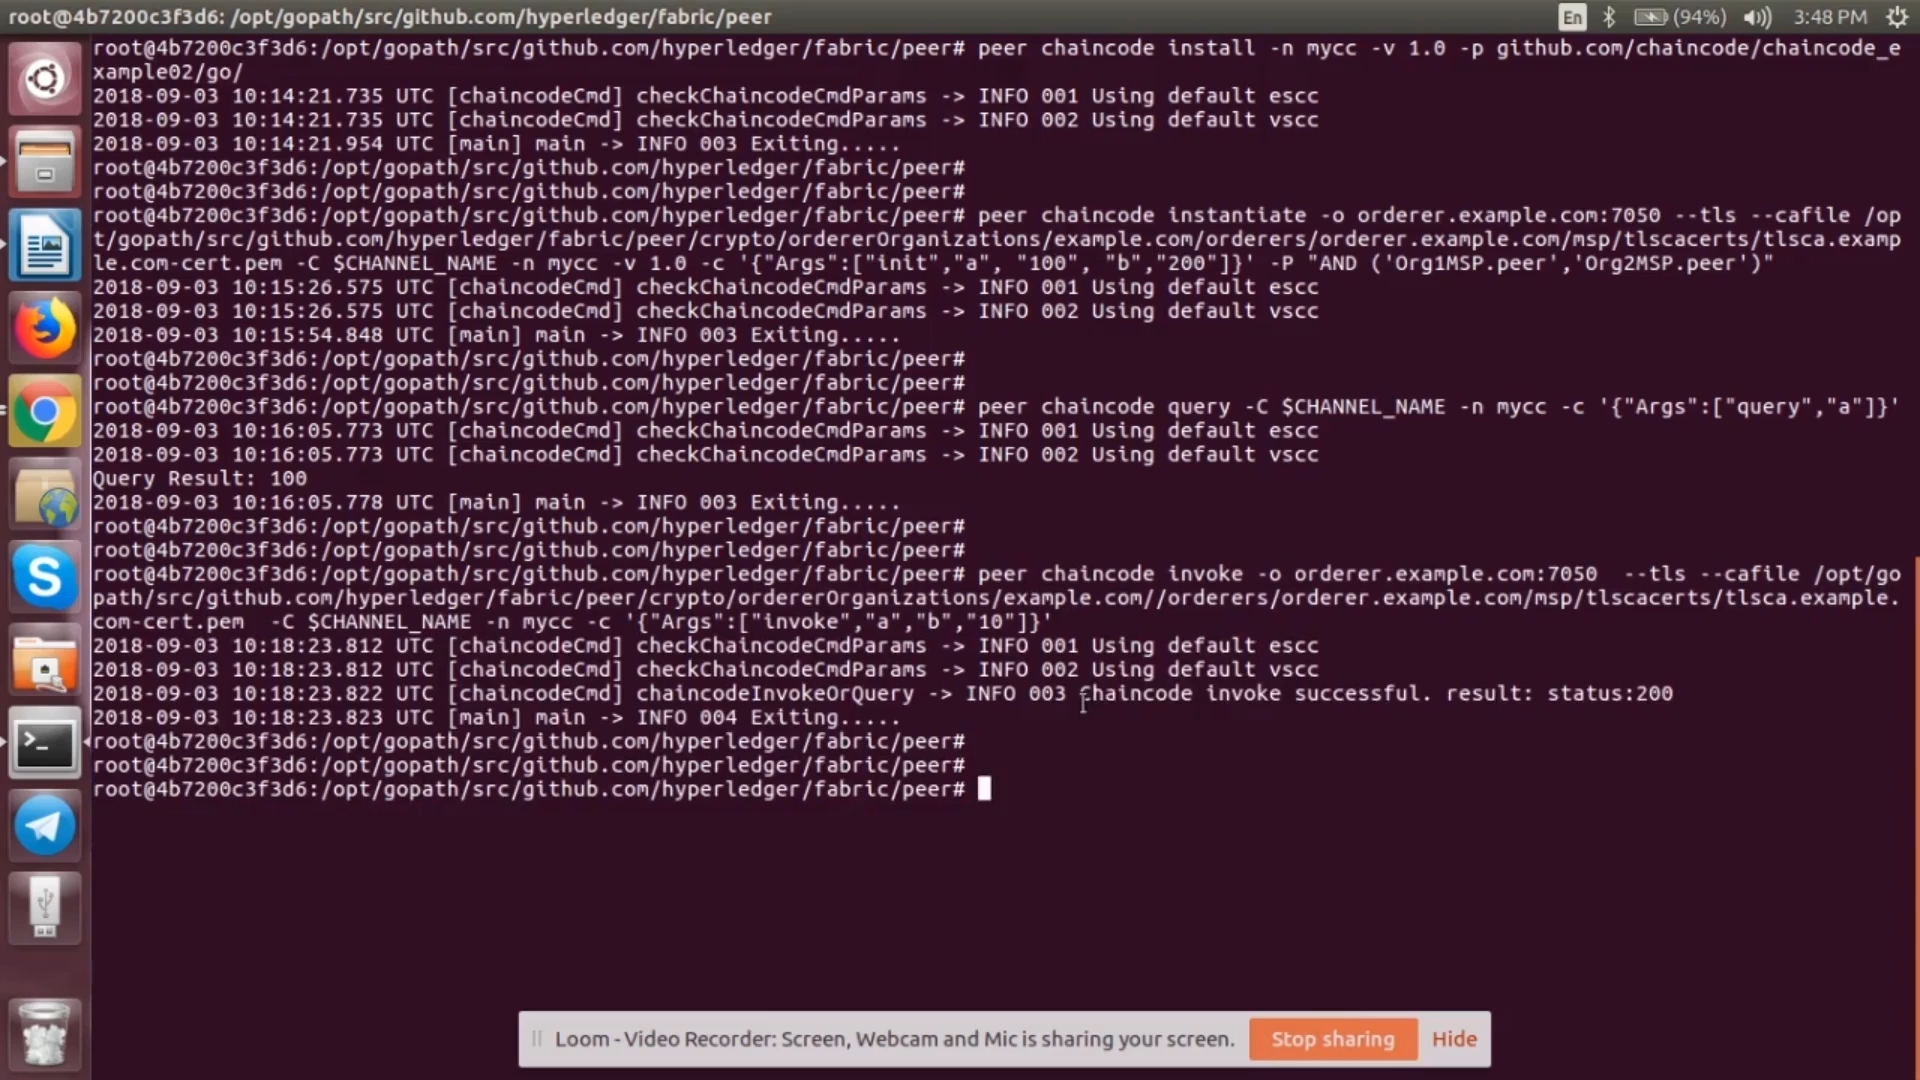 root@4b7200c3f3d6: /opt/gopath/src/github.com/hyperledger/fabric/peer
En
(94%)
3:48 PM
root@4b7200c3f3d6:/opt/gopath/src/github.com/hyperledger/fabric/peer# peer chaincode install -n mycc -v 1.0 -p github.com/chaincode/chaincode_e
xample02/go/
2018-09-03 10:14:21.735 UTC [chaincodeCmd] checkChaincodeCmdParams -> INFO 001 Using default escc
2018-09-03 10:14:21.735 UTC [chaincodeCmd] checkChaincodeCmdParams -> INFO 002 Using default vscc
2018-09-03 10:14:21.954 UTC [main] main -> INFO 003 Exiting.....
root@4b7200c3f3d6:/opt/gopath/src/github.com/hyperledger/fabric/peer#
root@4b7200c3f3d6:/opt/gopath/src/github.com/hyperledger/fabric/peer#
root@4b7200c3f3d6:/opt/gopath/src/github.com/hyperledger/fabric/peer# peer chaincode instantiate -o orderer.example.com:7050 --tls --cafile /op
t/gopath/src/github.com/hyperledger/fabric/peer/crypto/ordererOrganizations/example.com/orderers/orderer.example.com/msp/tlscacerts/tlsca.examp
le.com-cert.pem -C $CHANNEL_NAME -n mycc -v 1.0 -c '{"Args":["init","a", "100", "b","200"]}' -P "AND ('Org1MSP.peer','Org2MSP.peer')"
2018-09-03 10:15:26.575 UTC [chaincodeCmd] checkChaincodeCmdParams -> INFO 001 Using default escc
2018-09-03 10:15:26.575 UTC [chaincodeCmd] checkChaincodeCmdParams -> INFO 002 Using default vscc
2018-09-03 10:15:54.848 UTC [main] main -> INFO 003 Exiting.....
root@4b7200c3f3d6:/opt/gopath/src/github.com/hyperledger/fabric/peer#
root@4b7200c3f3d6:/opt/gopath/src/github.com/hyperledger/fabric/peer#
root@4b7200c3f3d6:/opt/gopath/src/github.com/hyperledger/fabric/peer# peer chaincode query -C $CHANNEL_NAME -n mycc -c '{"Args":["query","a"]}'
2018-09-03 10:16:05.773 UTC [chaincodeCmd] checkChaincodeCmdParams -> INFO 001 Using default escc
2018-09-03 10:16:05.773 UTC [chaincodeCmd] checkChaincodeCmdParams -> INFO 002 Using default vscc
Query Result: 100
2018-09-03 10:16:05.778 UTC [main] main -> INFO 003 Exiting.....
root@4b7200c3f3d6:/opt/gopath/src/github.com/hyperledger/fabric/peer#
root@4b7200c3f3d6:/opt/gopath/src/github.com/hyperledger/fabric/peer#
root@4b7200c3f3d6:/opt/gopath/src/github.com/hyperledger/fabric/peer# peer chaincode invoke -o orderer.example.com:7050  --tls --cafile /opt/go
path/src/github.com/hyperledger/fabric/peer/crypto/ordererOrganizations/example.com//orderers/orderer.example.com/msp/tlscacerts/tlsca.example.
com-cert.pem  -C $CHANNEL_NAME -n mycc -c '{"Args":["invoke","a","b","10"]}'
2018-09-03 10:18:23.812 UTC [chaincodeCmd] checkChaincodeCmdParams -> INFO 001 Using default escc
2018-09-03 10:18:23.812 UTC [chaincodeCmd] checkChaincodeCmdParams -> INFO 002 Using default vscc
2018-09-03 10:18:23.822 UTC [chaincodeCmd] chaincodeInvokeOrQuery -> INFO 003 Chaincode invoke successful. result: status:200
2018-09-03 10:18:23.823 UTC [main] main -> INFO 004 Exiting.....
root@4b7200c3f3d6:/opt/gopath/src/github.com/hyperledger/fabric/peer#
root@4b7200c3f3d6:/opt/gopath/src/github.com/hyperledger/fabric/peer#
root@4b7200c3f3d6:/opt/gopath/src/github.com/hyperledger/fabric/peer#
Loom - Video Recorder: Screen, Webcam and Mic is sharing your screen.
Stop sharing
Hide